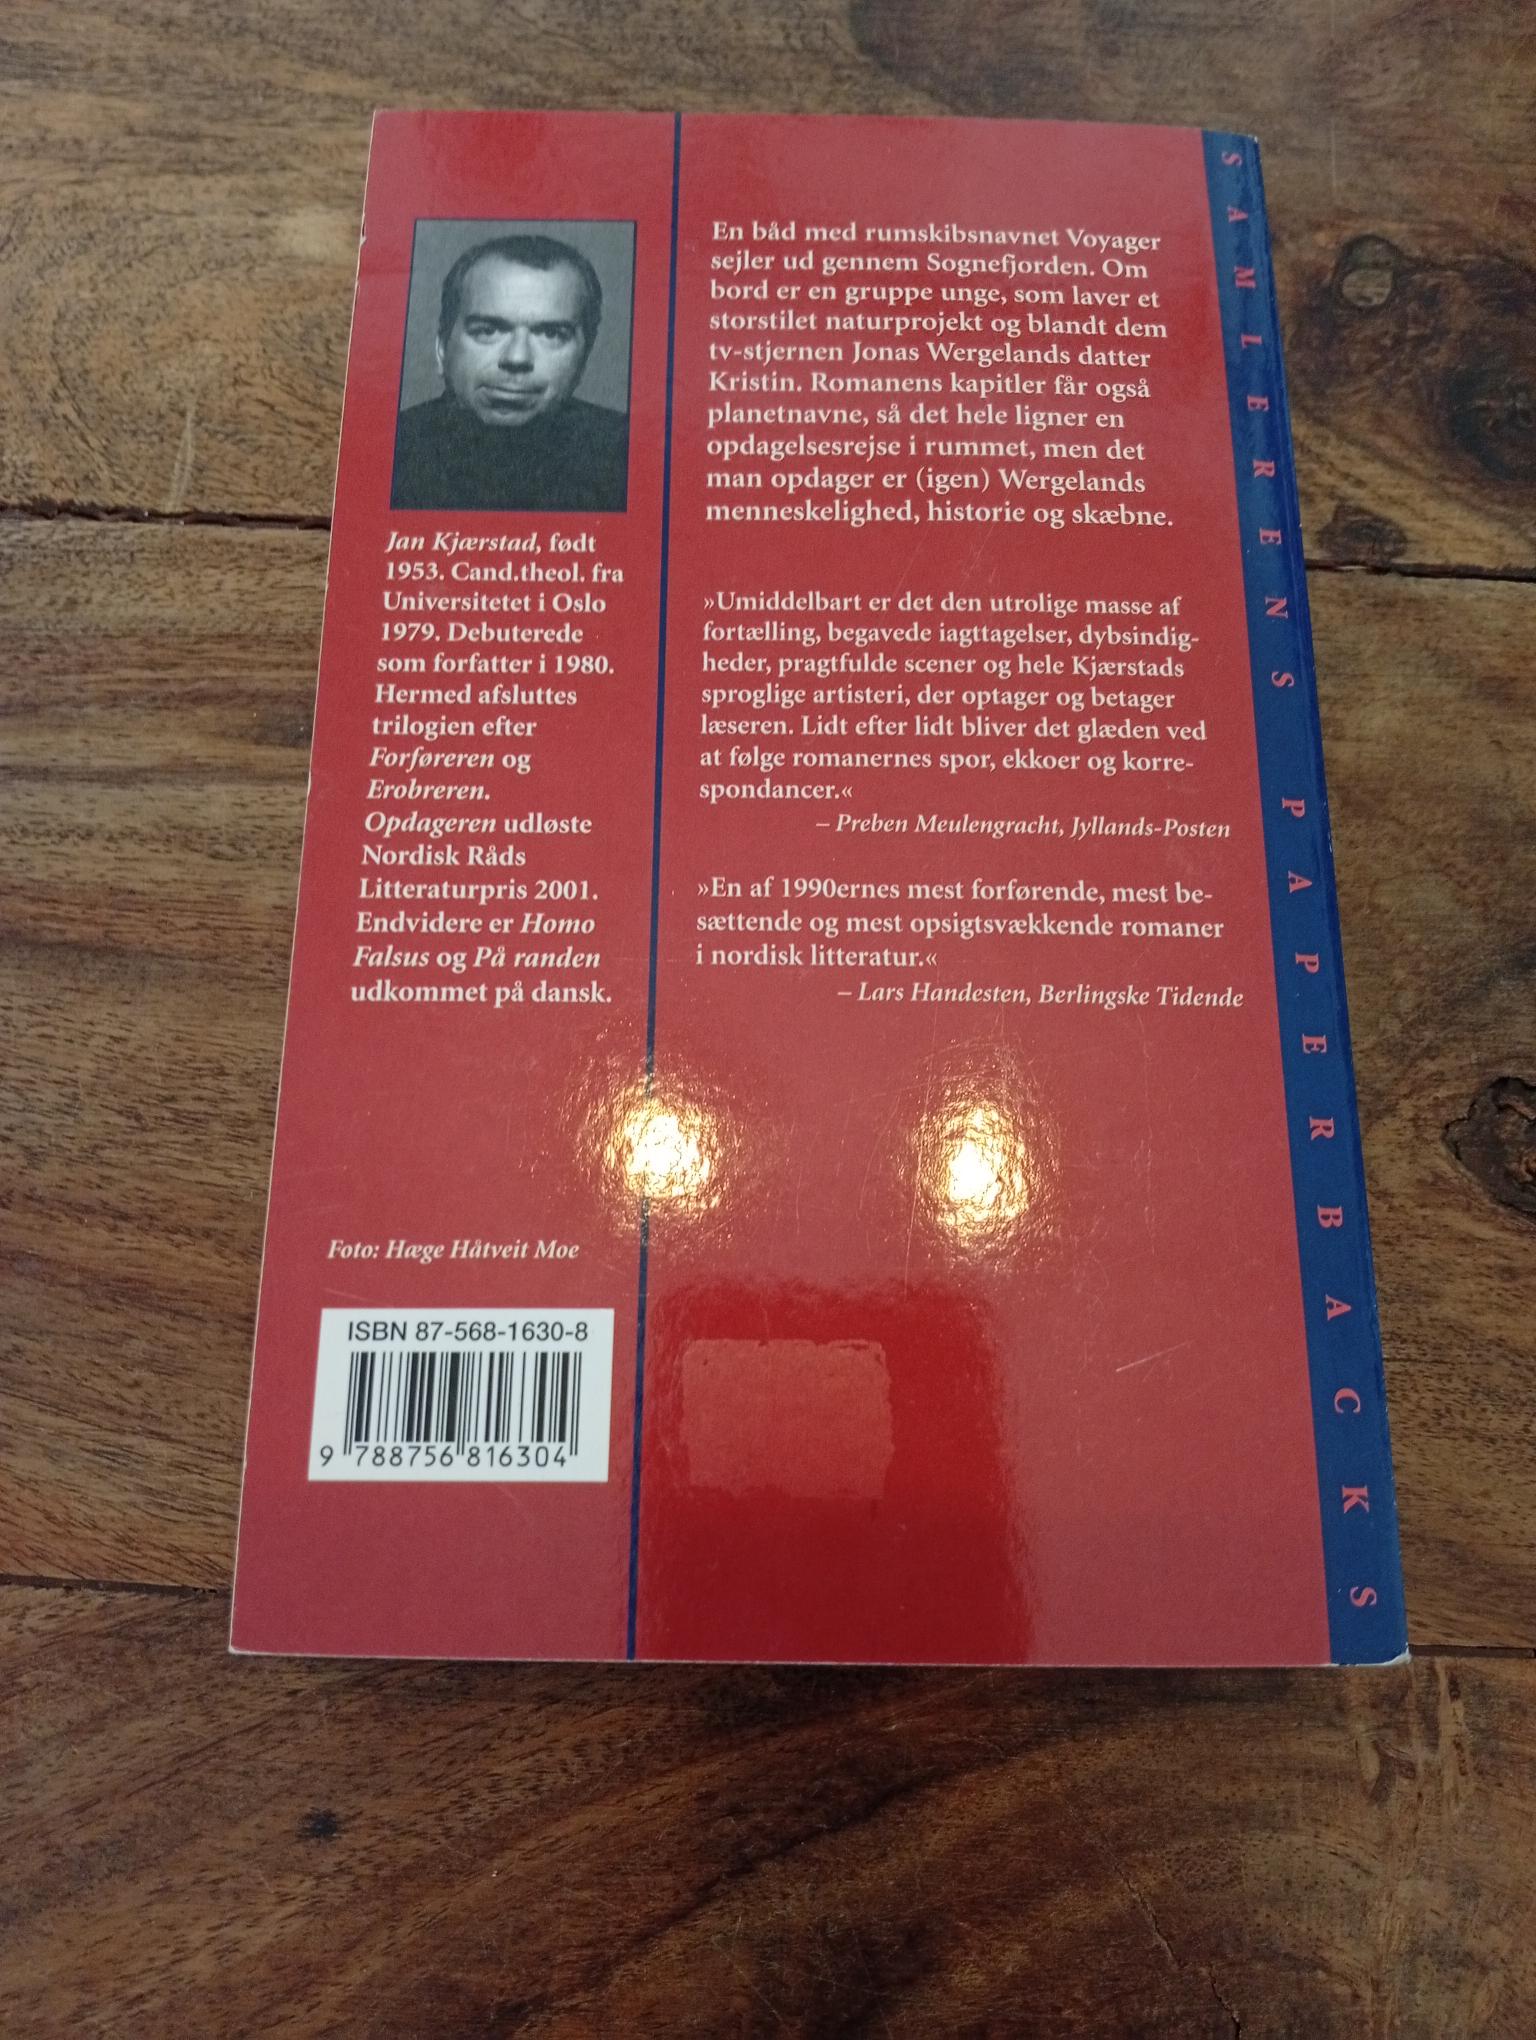 Jan Kjærstad, født
1953. Cand.theol. fra
Universitetet i Oslo
1979. Debuterede
som forfatter i 1980.
Hermed afsluttes
trilogien efter
Forføreren og
Erobreren.
Opdageren udløste
Nordisk Råds
Litteraturpris 2001.
Endvidere er Homo
Falsus og På randen
udkommet på dansk.
Foto: Hæge Håtveit Moe
ISBN 87-568-1630-8
9 788756 816304
En båd med rumskibsnavnet Voyager
sejler ud gennem Sognefjorden. Om
bord er en gruppe unge, som laver et
storstilet naturprojekt og blandt dem
tv-stjernen Jonas Wergelands datter
Kristin. Romanens kapitler får også
planetnavne, så det hele ligner en
opdagelsesrejse i rummet, men det
man opdager er (igen) Wergelands
menneskelighed, historie og skæbne.
»Umiddelbart er det den utrolige masse af
fortælling, begavede iagttagelser, dybsindig-
heder, pragtfulde scener og hele Kjærstads
sproglige artisteri, der optager og betager
læseren. Lidt efter lidt bliver det glæden ved
at følge romanernes spor, ekkoer og korre-
spondancer.«
– Preben Meulengracht, Jyllands-Posten
»En af 1990ernes mest forførende, mest be-
sættende og mest opsigtsvækkende romaner
i nordisk litteratur.«
– Lars Handesten, Berlingske Tidende
SAMLERENS PAPERBACKS